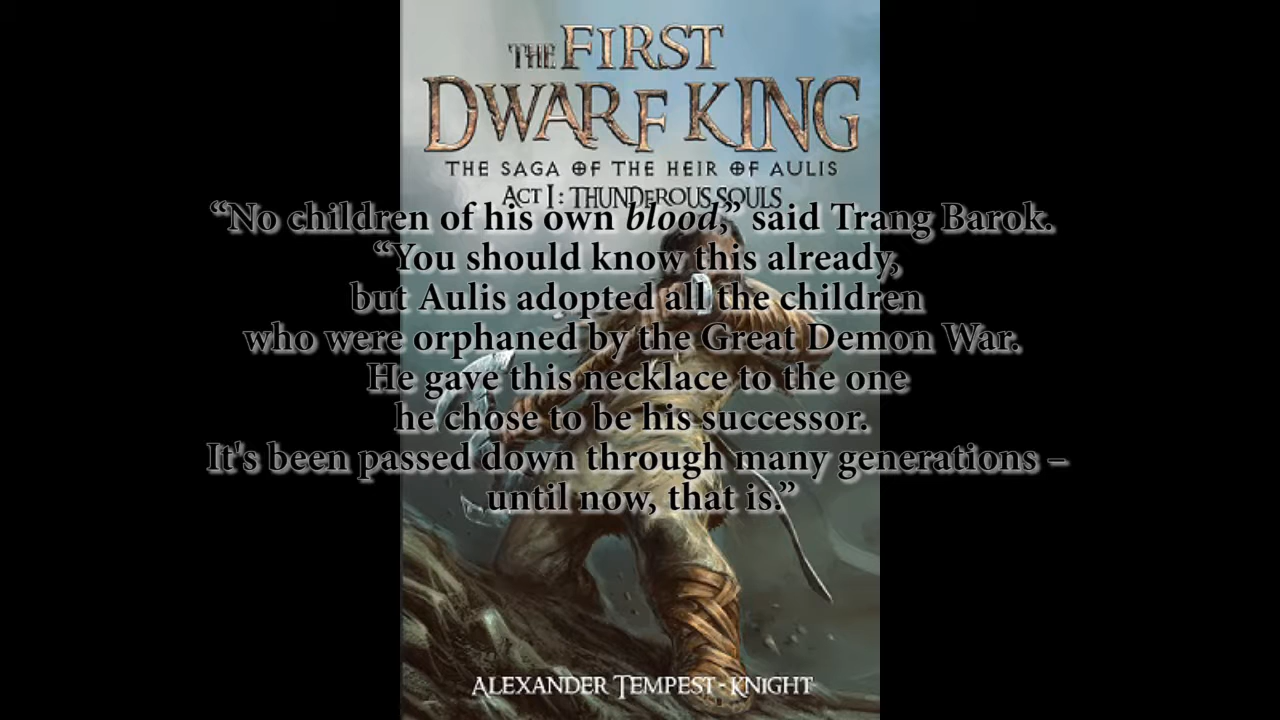 THE FIRST
DWARF KING
THE SAGA OF THE HEIR OF AULIS
ACT I: THUNDEROUS SOULS
“No children of his own blood,” said Trang Barok.
“You should know this already,
but Aulis adopted all the children
who were orphaned by the Great Demon War.
He gave this necklace to the one
he chose to be his successor.
It's been passed down through many generations –
until now, that is.”
ALEXANDER TEMPEST-KNIGHT